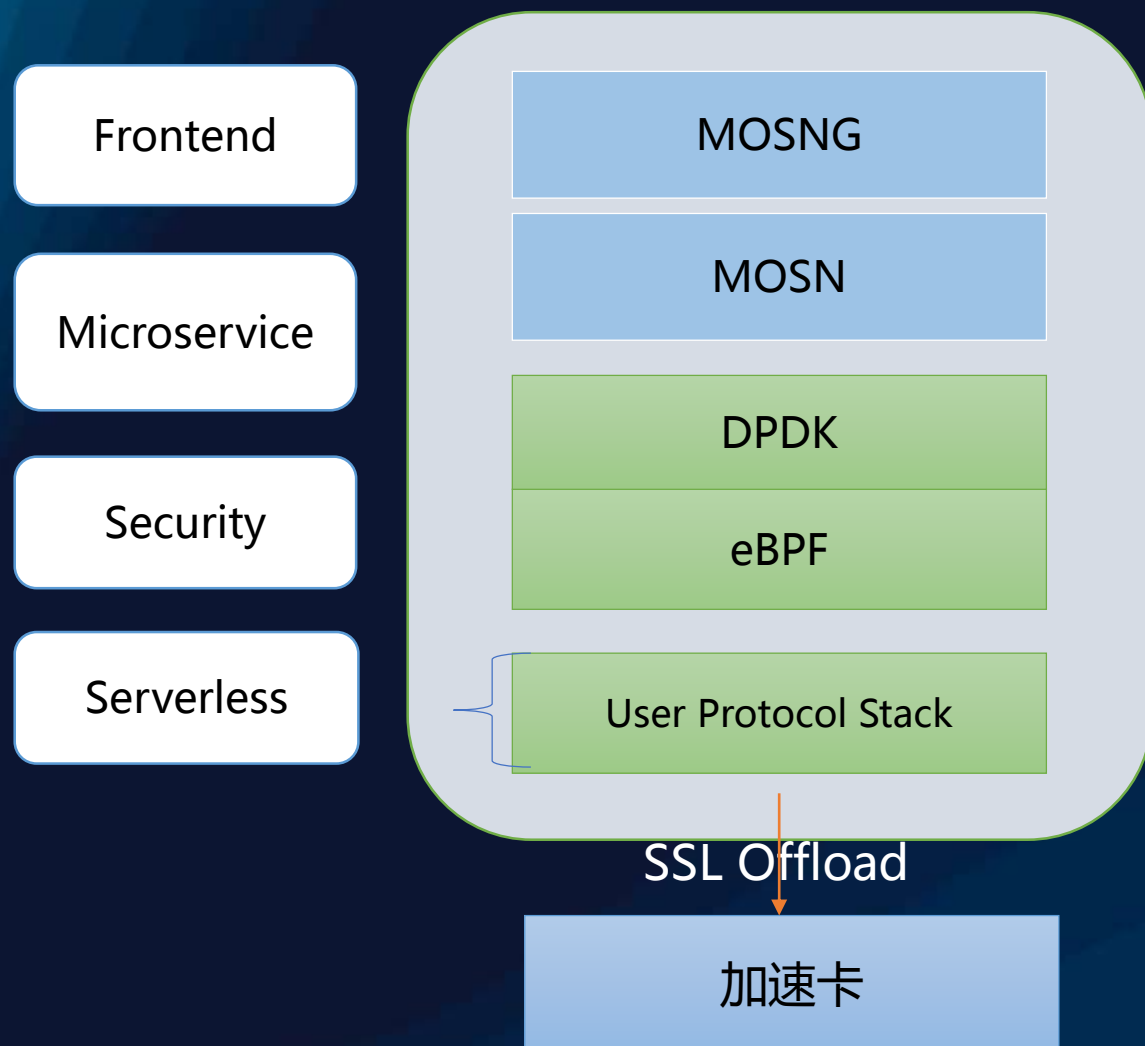 Frontend
Microservice
Security
Serverless
MOSNG
MOSN
DPDK
eBPF
User Protocol Stack
SSL Offload
加速卡